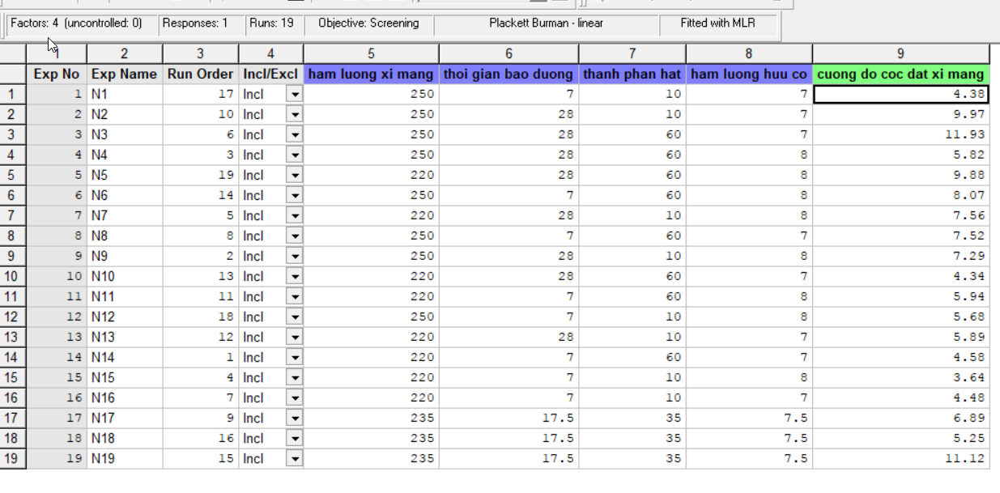 Factors: 4 (uncontrolled: 0) Responses: 1 Runs: 19 Objective: Screening Plackett Burman - linear Fitted with MLR
1 2 3 4 5 6 7 8 9
Exp No Exp Name Run Order Incl/Excl ham luong xi mang thoi gian bao duong thanh phan hat ham luong huu co cuong do coc dat xi mang
1 1 N1 17 Incl 250 7 10 7 4.38
2 2 N2 10 Incl 250 28 10 7 9.97
3 3 N3 6 Incl 250 28 60 7 11.93
4 4 N4 3 Incl 250 28 60 8 5.82
5 5 N5 19 Incl 220 28 60 8 9.88
6 6 N6 14 Incl 250 7 60 8 8.07
7 7 N7 5 Incl 220 28 10 8 7.56
8 8 N8 8 Incl 250 7 60 7 7.52
9 9 N9 2 Incl 250 28 10 8 7.29
10 10 N10 13 Incl 220 28 60 7 4.34
11 11 N11 11 Incl 220 7 60 8 5.94
12 12 N12 18 Incl 250 7 10 8 5.68
13 13 N13 12 Incl 220 28 10 7 5.89
14 14 N14 1 Incl 220 7 60 7 4.58
15 15 N15 4 Incl 220 7 10 8 3.64
16 16 N16 7 Incl 220 7 10 7 4.48
17 17 N17 9 Incl 235 17.5 35 7.5 6.89
18 18 N18 16 Incl 235 17.5 35 7.5 5.25
19 19 N19 15 Incl 235 17.5 35 7.5 11.12